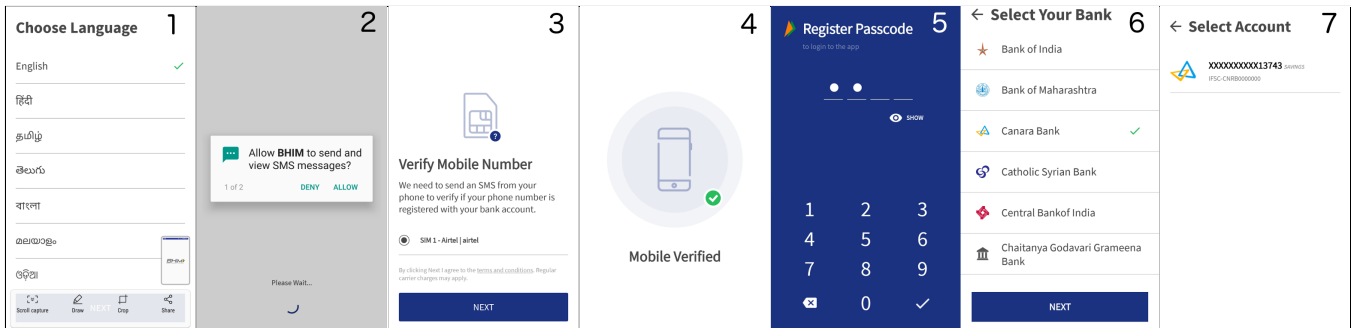 Choose Language
1
English
हिंदी
தமிழ்
తెలుగు
বাংলা
മലയാളം
ଓଡ଼ିଆ
BHIM
Scroll capture
Draw
NEXT
Crop
Share
2
Allow BHIM to send and
view SMS messages?
1 of 2
DENY
ALLOW
Please Wait...
3
Verify Mobile Number
We need to send an SMS from your
phone to verify if your phone number is
registered with your bank account.
SIM 1 - Airtel | airtel
By clicking Next I agree to the terms and conditions. Regular
carrier charges may apply.
NEXT
4
Mobile Verified
5
Register Passcode
to login to the app
SHOW
1 2 3
4 5 6
7 8 9
0
6
Select Your Bank
Bank of India
Bank of Maharashtra
Canara Bank
Catholic Syrian Bank
Central Bankof India
Chaitanya Godavari Grameena
Bank
NEXT
7
Select Account
XXXXXXXXXX13743 SAVINGS
IFSC-CNRB0000000